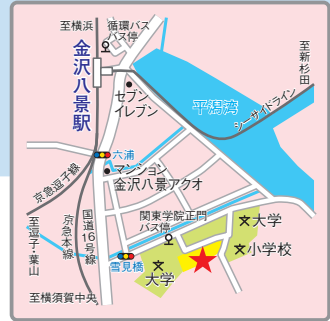 至横浜
循環バス
バス停
金沢八景駅
セブン
イレブン
平潟湾
至新杉田
シーサイドライン
六浦
マンション
金沢八景アクオ
京急逗子線
関東学院正門
バス停
大学
小学校
至逗子・葉山
京急本線
国道16号線
雪見橋
大学
至横須賀中央